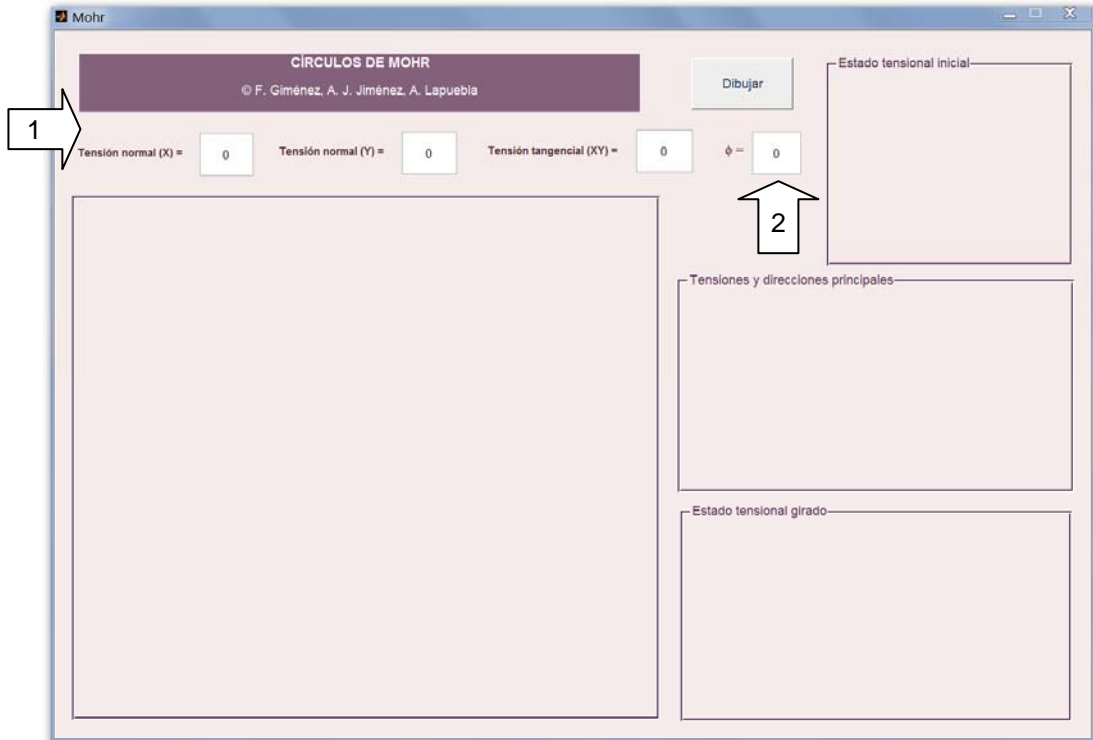 Mohr
CÍRCULOS DE MOHR
© F. Giménez, A. J. Jiménez, A. Lapuebla
Dibujar
Estado tensional inicial
1
Tensión normal (X) = 0
Tensión normal (Y) = 0
Tensión tangencial (XY) = 0
ϕ = 0
2
Tensiones y direcciones principales
Estado tensional girado